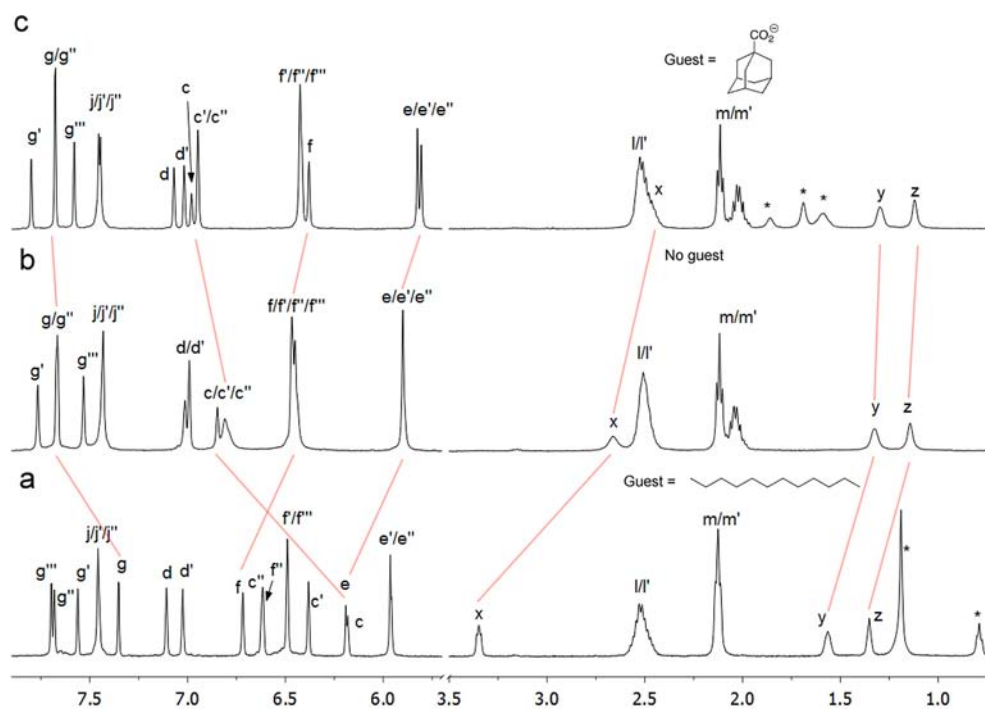 c
g/g''
g'
g'''
j/j'/j''
d
d'
c
c'/c''
f'/f''/f'''
f
e/e'/e''
Guest =
CO2⊖
l/l'
x
m/m'
*
*
*
y
z
b
No guest
g/g''
g'
g'''
j/j'/j''
d/d'
c/c'/c''
f/f'/f''/f'''
e/e'/e''
x
l/l'
m/m'
y
z
a
Guest =
g'''
g''
g'
j/j'/j''
g
d
d'
f
c''
f''
f'/f'''
c'
e
c
e'/e''
x
l/l'
m/m'
y
z
*
*
7.5 7.0 6.5 6.0 3.5 3.0 2.5 2.0 1.5 1.0